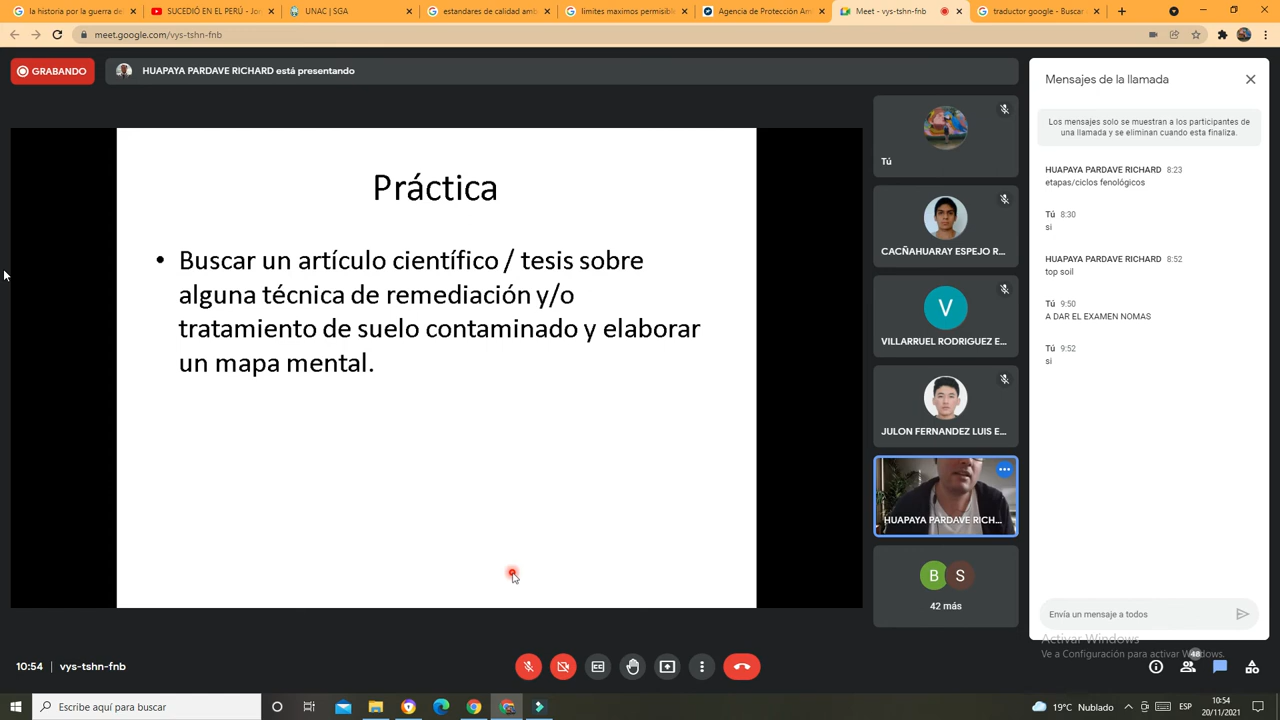 la historia por la guerra de
SUCEDIÓ EN EL PERÚ - Jo
UNAC | SGA
estandares de calidad amb
limites maximos permisible
Agencia de Protección Am
Meet - vys-tshn-fnb
traductor google - Buscar
meet.google.com/vys-tshn-fnb
GRABANDO
HUAPAYA PARDAVE RICHARD está presentando
Práctica
• Buscar un artículo científico / tesis sobre
alguna técnica de remediación y/o
tratamiento de suelo contaminado y elaborar
un mapa mental.
Tú
CACÑAHUARAY ESPEJO R...
V
VILLARRUEL RODRIGUEZ E...
JULON FERNANDEZ LUIS E...
HUAPAYA PARDAVE RICH...
B S
42 más
Mensajes de la llamada
Los mensajes solo se muestran a los participantes de
una llamada y se eliminan cuando esta finaliza.
HUAPAYA PARDAVE RICHARD 8:23
etapas/ciclos fenológicos
Tú 8:30
si
HUAPAYA PARDAVE RICHARD 8:52
top soil
Tú 9:50
A DAR EL EXAMEN NOMAS
Tú 9:52
si
Envía un mensaje a todos
Activar Windows
Ve a Configuración para activar Windows.
10:54 | vys-tshn-fnb
48
Escribe aquí para buscar
19°C Nublado
ESP
10:54
20/11/2021